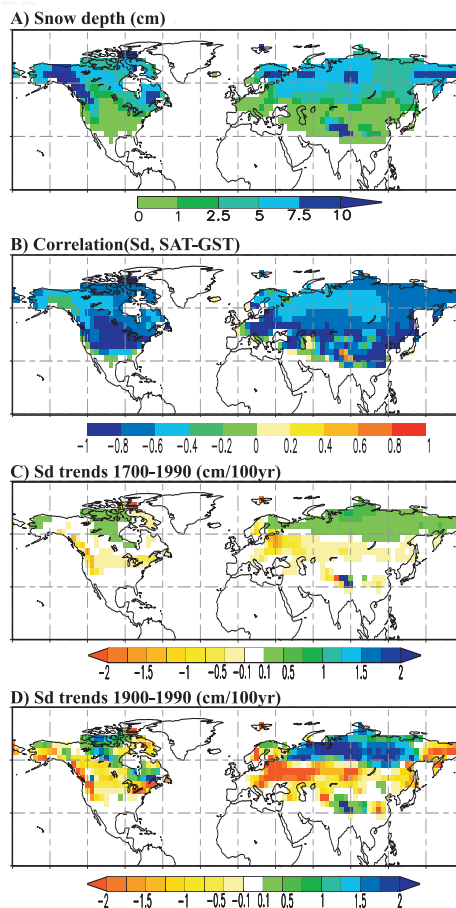 A) Snow depth (cm)
0 1 2.5 5 7.5 10
B) Correlation(Sd, SAT-GST)
-1 -0.8 -0.6 -0.4 -0.2 0 0.2 0.4 0.6 0.8 1
C) Sd trends 1700-1990 (cm/100yr)
-2 -1.5 -1 -0.5 -0.1 0.1 0.5 1 1.5 2
D) Sd trends 1900-1990 (cm/100yr)
-2 -1.5 -1 -0.5 -0.1 0.1 0.5 1 1.5 2